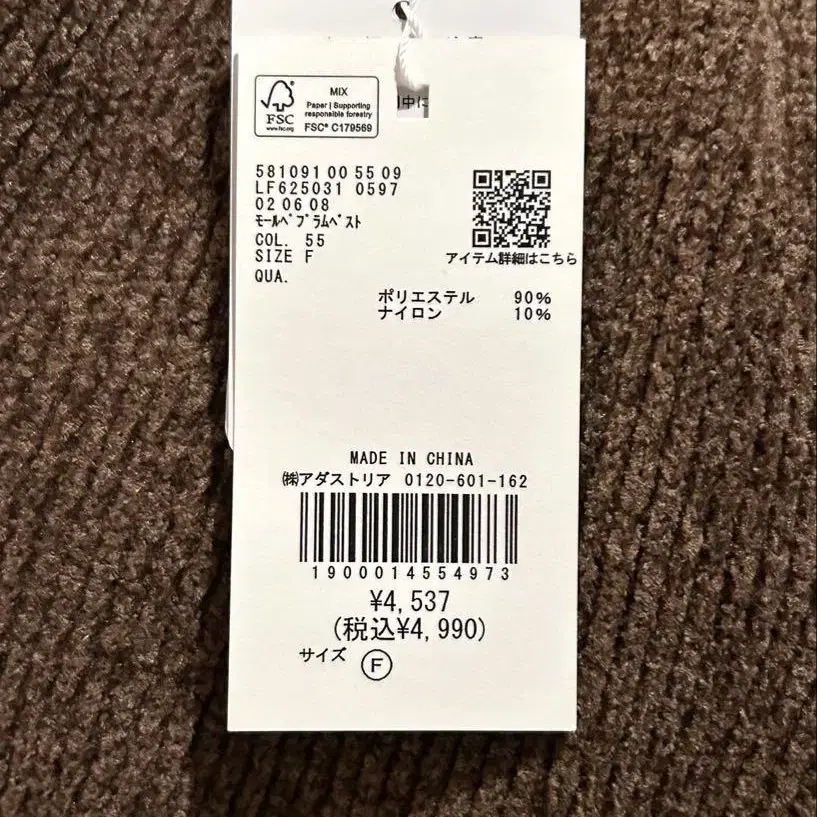 MIX
Paper | Supporting
responsible forestry
FSC
www.fsc.org
FSC® C179569
中に
581091 00 55 09
LF625031 0597
02 06 08
ﾓｰﾙﾍﾟﾌﾟﾗﾑﾍﾞｽﾄ
COL. 55
SIZE F
QUA.
アイテム詳細はこちら
ポリエステル 90%
ナイロン 10%
MADE IN CHINA
㈱アダストリア 0120-601-162
1900014554973
¥4,537
(税込¥4,990)
サイズ F